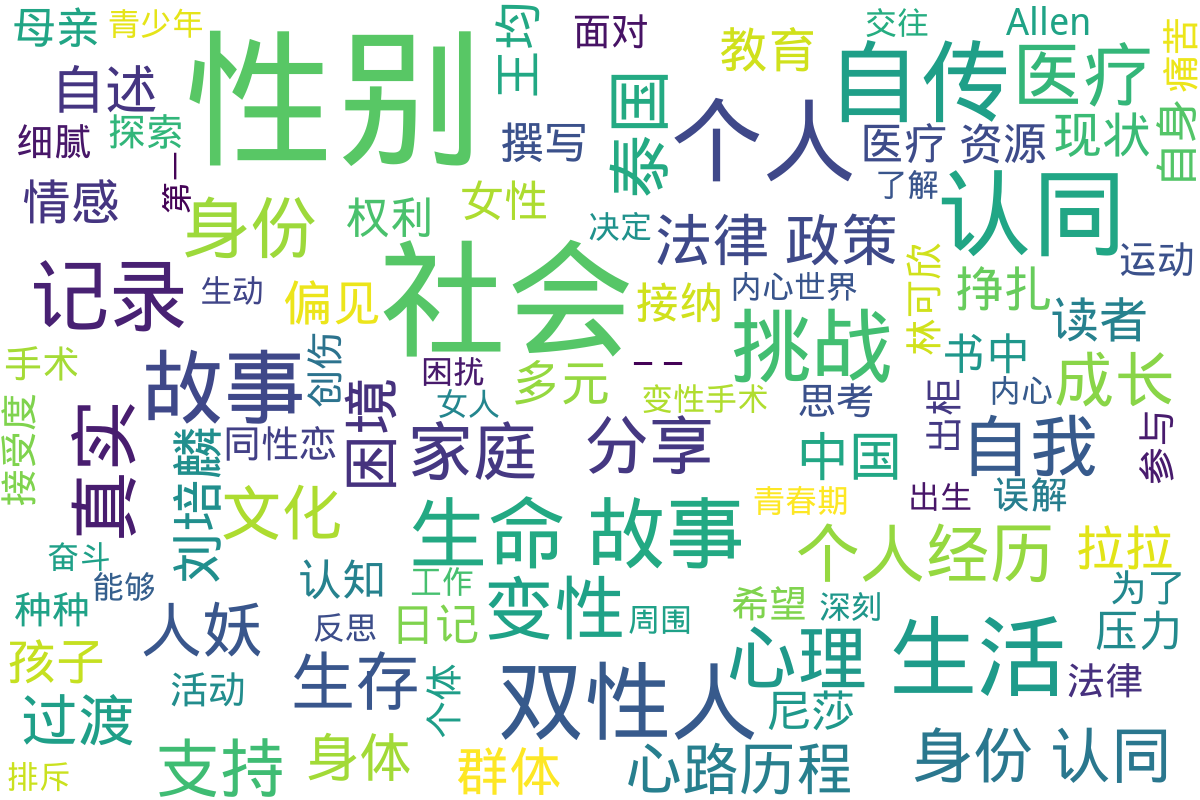 母亲
青少年
性别
王均
面对
教育
交往
Allen
痛苦
自传
医疗
自述
泰国
个人
细腻
探索
撰写
医疗 资源
现状
自身
第一
情感
身份
权利
女性
决定
法律 政策
了解
认同
记录
生动
偏见
社会
接纳
内心世界
林可欣
挣扎
运动
读者
手术
故事
创伤
困扰
多元
一一
挑战
书中
成长
女人
变性手术
思考
内心
出柜
接受度
真实
刘培麟
同性恋
困境
家庭
分享
中国
自我
参与
文化
生命 故事
青春期
出生
误解
奋斗
能够
认知
工作
个人经历
拉拉
种种
人妖
反思
日记
变性
周围
希望
深刻
为了
压力
孩子
生存
个体
双性人
心理
生活
法律
活动
尼莎
过渡
支持
身体
群体
心路历程
身份 认同
排斥